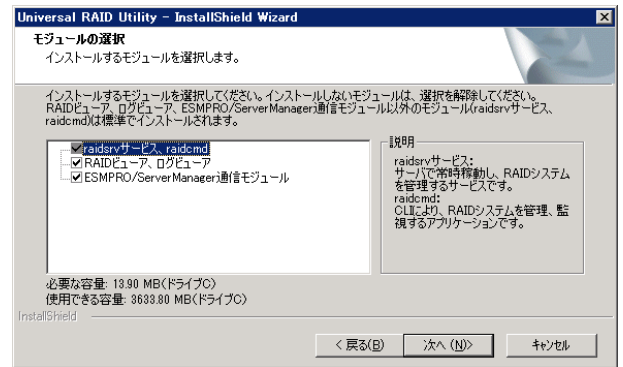 Universal RAID Utility - InstallShield Wizard
モジュールの選択
インストールするモジュールを選択します。
インストールするモジュールを選択してください。インストールしないモジュールは、選択を解除してください。
RAIDビューア、ログビューア、ESMPRO/ServerManager通信モジュール以外のモジュール(raidsrvサービス、
raidcmd)は標準でインストールされます。
raidsrvサービス、raidcmd
RAIDビューア、ログビューア
ESMPRO/ServerManager通信モジュール
説明
raidsrvサービス:
サーバで常時稼動し、RAIDシステム
を管理するサービスです。
raidcmd:
CLIにより、RAIDシステムを管理、監
視するアプリケーションです。
必要な容量: 13.90 MB(ドライブC)
使用できる容量: 3633.80 MB(ドライブC)
InstallShield
< 戻る(B)
次へ (N)>
キャンセル